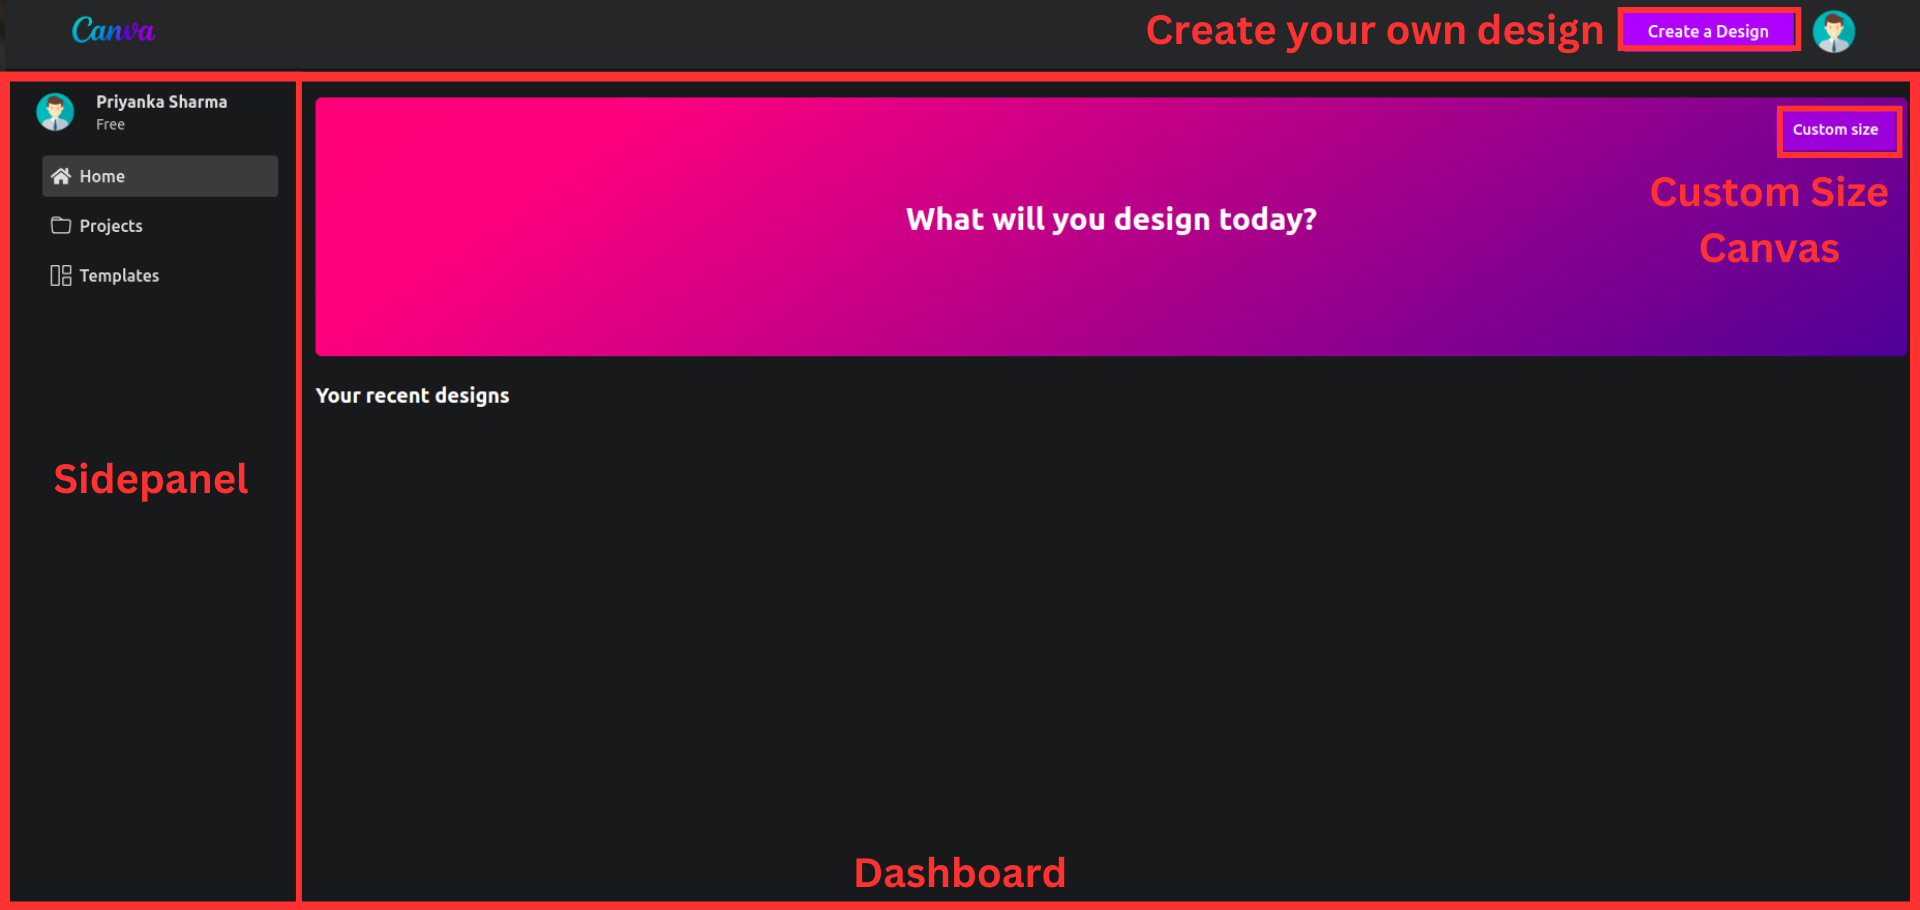 Canva
Create your own design
Create a Design
Priyanka Sharma
Free
Home
Projects
Templates
Sidepanel
Custom size
Custom Size
Canvas
What will you design today?
Your recent designs
Dashboard